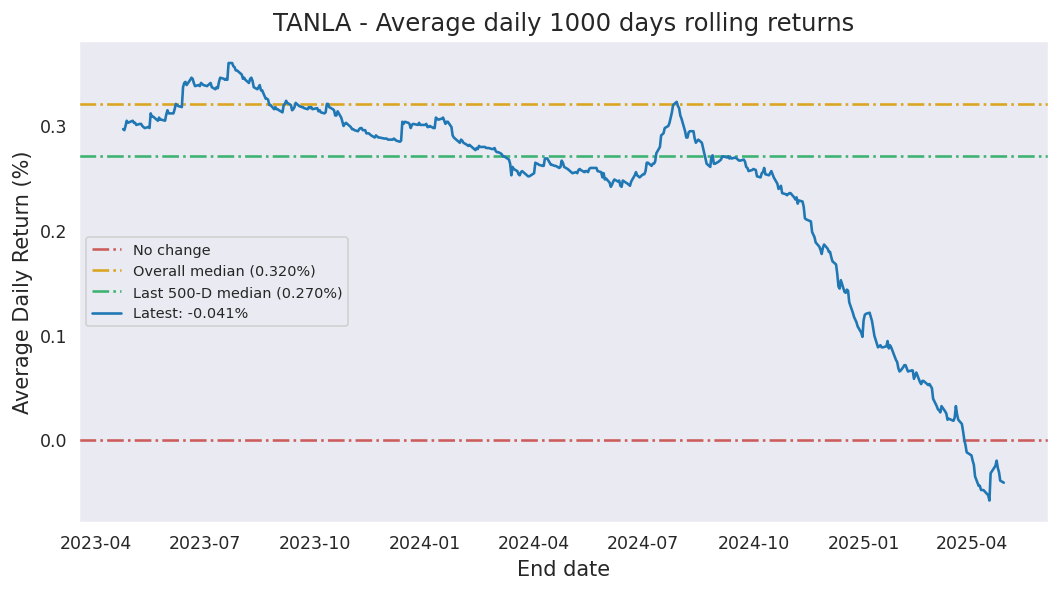 TANLA - Average daily 1000 days rolling returns
Average Daily Return (%)
0.3
0.2
0.1
0.0
No change
Overall median (0.320%)
Last 500-D median (0.270%)
Latest: -0.041%
2023-04 2023-07 2023-10 2024-01 2024-04 2024-07 2024-10 2025-01 2025-04
End date